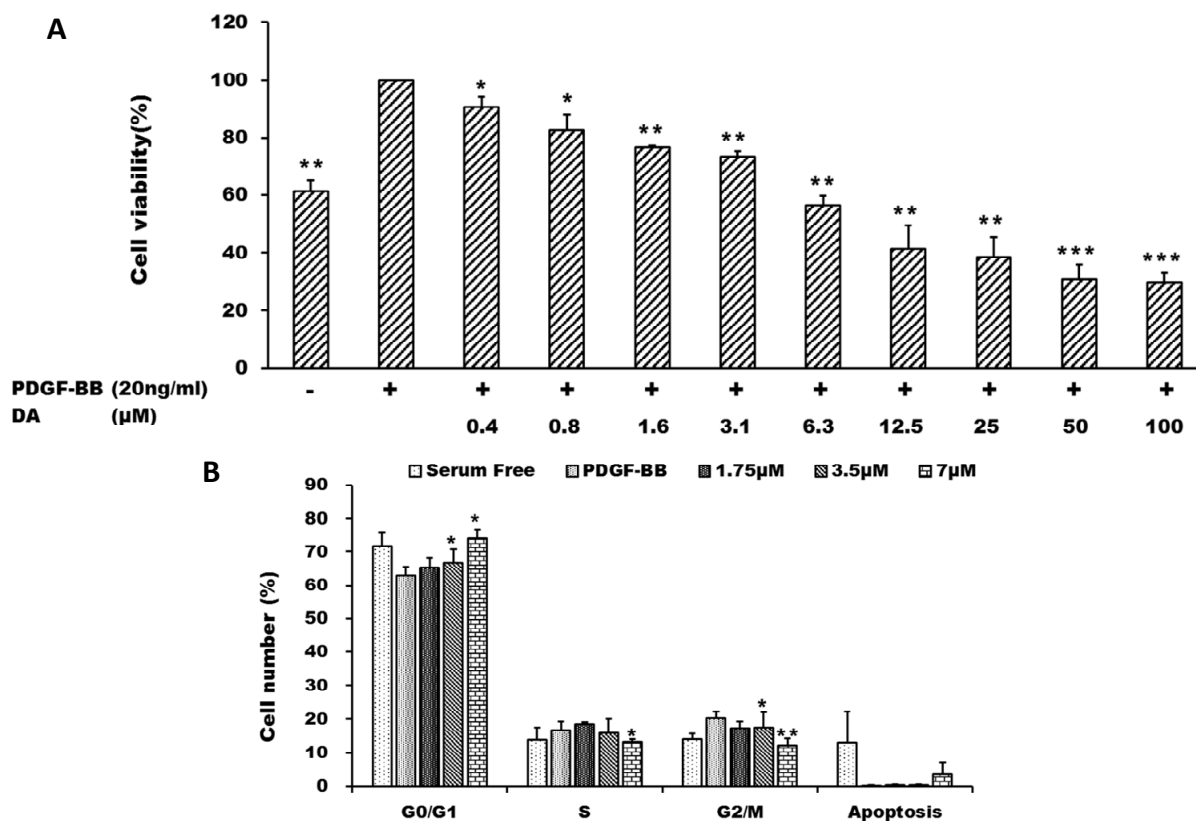 A
120
100
80
60
40
20
0
Cell viability(%)
** * * ** ** ** ** ** *** ***
PDGF-BB (20ng/ml) - + + + + + + + + + +
DA (µM) 0.4 0.8 1.6 3.1 6.3 12.5 25 50 100
B
Serum Free PDGF-BB 1.75µM 3.5µM 7µM
90
80
70
60
50
40
30
20
10
0
Cell number (%)
* * * * **
G0/G1 S G2/M Apoptosis